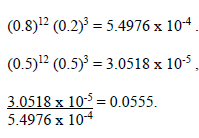 (0.8)¹² (0.2)³ = 5.4976 x 10⁻⁴ .
(0.5)¹² (0.5)³ = 3.0518 x 10⁻⁵ ,
3.0518 x 10⁻⁵ = 0.0555.
5.4976 x 10⁻⁴